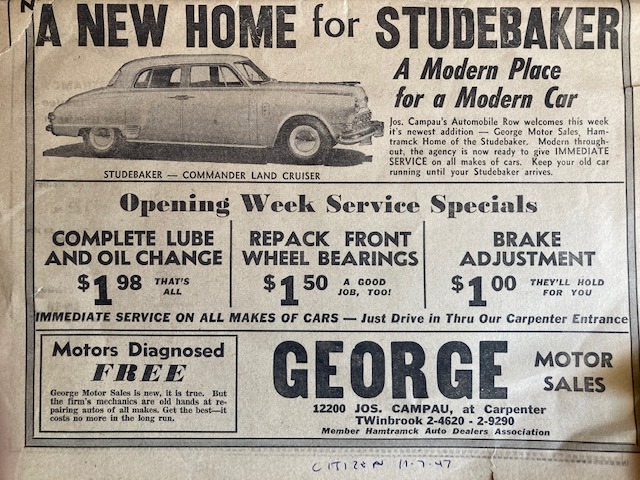 A NEW HOME for STUDEBAKER
A Modern Place
for a Modern Car
Jos. Campau's Automobile Row welcomes this week
it's newest addition — George Motor Sales, Ham-
tramck Home of the Studebaker. Modern through-
out, the agency is now ready to give IMMEDIATE
SERVICE on all makes of cars. Keep your old car
running until your Studebaker arrives.
STUDEBAKER — COMMANDER LAND CRUISER
Opening Week Service Specials
COMPLETE LUBE
AND OIL CHANGE
$1 98 THAT'S
ALL
REPACK FRONT
WHEEL BEARINGS
$1 50 A GOOD
JOB, TOO!
BRAKE
ADJUSTMENT
$1 00 THEY'LL HOLD
FOR YOU
IMMEDIATE SERVICE ON ALL MAKES OF CARS — Just Drive in Thru Our Carpenter Entrance
Motors Diagnosed
FREE
George Motor Sales is new, it is true. But
the firm's mechanics are old hands at re-
pairing autos of all makes. Get the best—it
costs no more in the long run.
GEORGE MOTOR
SALES
12200 JOS. CAMPAU, at Carpenter
TWinbrook 2-4620 - 2-9290
Member Hamtramck Auto Dealers Association
CITIZEN 11-7-47